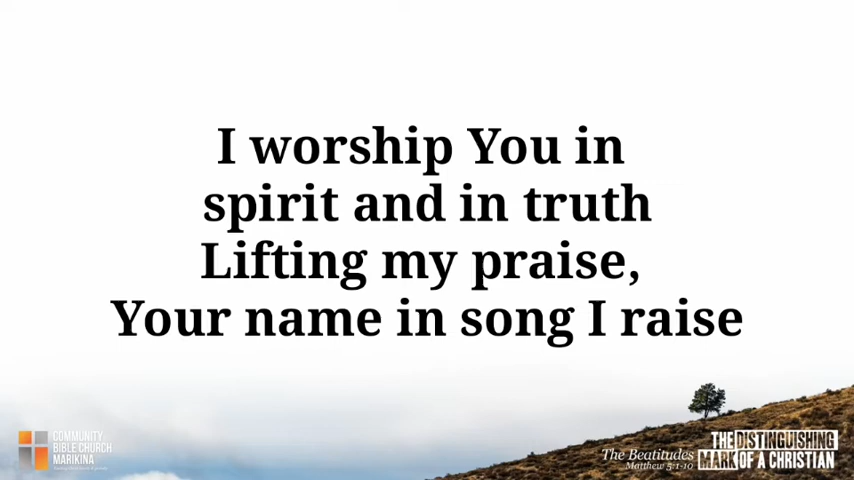 I worship You in
spirit and in truth
Lifting my praise,
Your name in song I raise
COMMUNITY
BIBLE CHURCH
MARIKINA
The Beatitudes
Matthew 5:1-10
THE DISTINGUISHING
MARK OF A CHRISTIAN